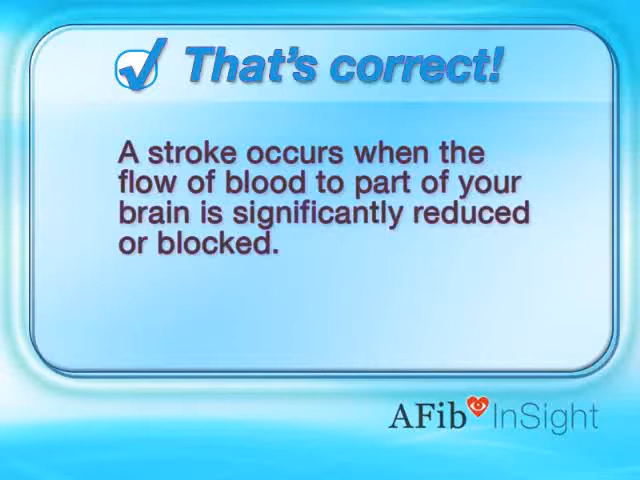 That's correct!
A stroke occurs when the
flow of blood to part of your
brain is significantly reduced
or blocked.
AFib InSight